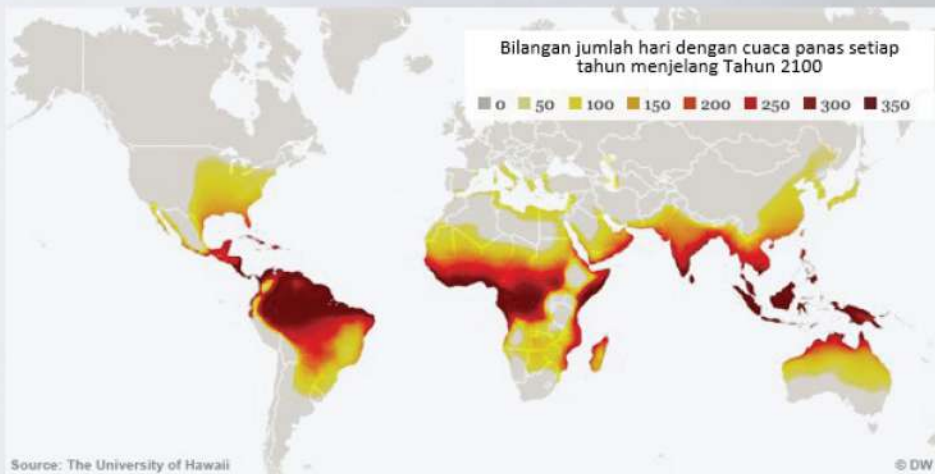 Bilangan jumlah hari dengan cuaca panas setiap
tahun menjelang Tahun 2100
0 50 100 150 200 250 300 350
Source: The University of Hawaii
© DW